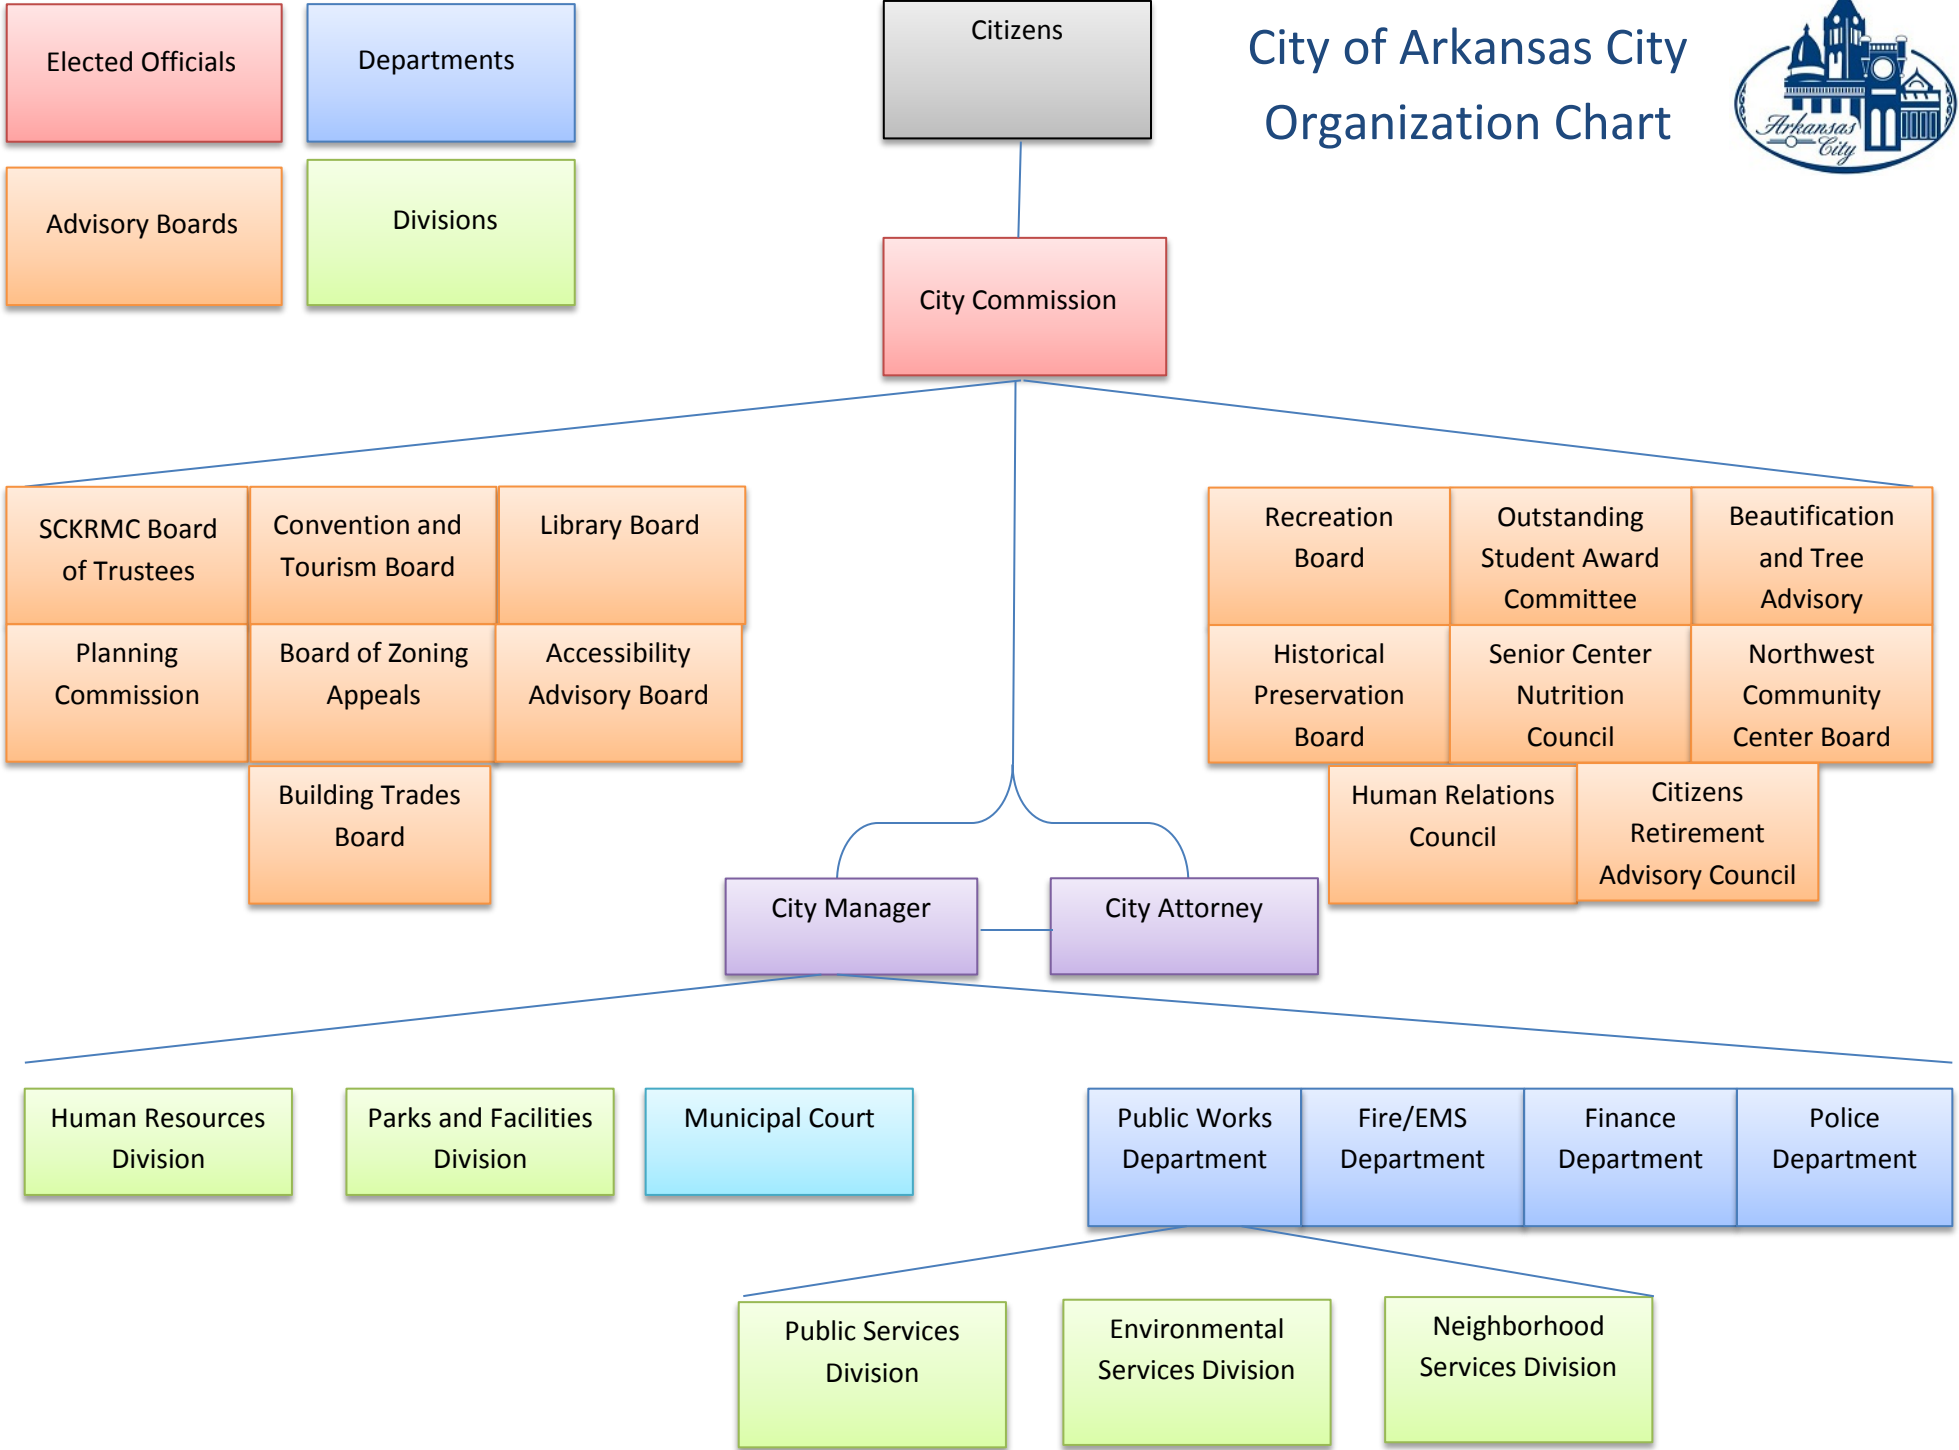 Elected Officials
Departments
Citizens
City of Arkansas City
Organization Chart
Arkansas
City
Advisory Boards
Divisions
City Commission
SCKRMC Board
of Trustees
Convention and
Tourism Board
Library Board
Planning
Commission
Board of Zoning
Appeals
Accessibility
Advisory Board
Building Trades
Board
Recreation
Board
Outstanding
Student Award
Committee
Beautification
and Tree
Advisory
Historical
Preservation
Board
Senior Center
Nutrition
Council
Northwest
Community
Center Board
Human Relations
Council
Citizens
Retirement
Advisory Council
City Manager
City Attorney
Human Resources
Division
Parks and Facilities
Division
Municipal Court
Public Works
Department
Fire/EMS
Department
Finance
Department
Police
Department
Public Services
Division
Environmental
Services Division
Neighborhood
Services Division